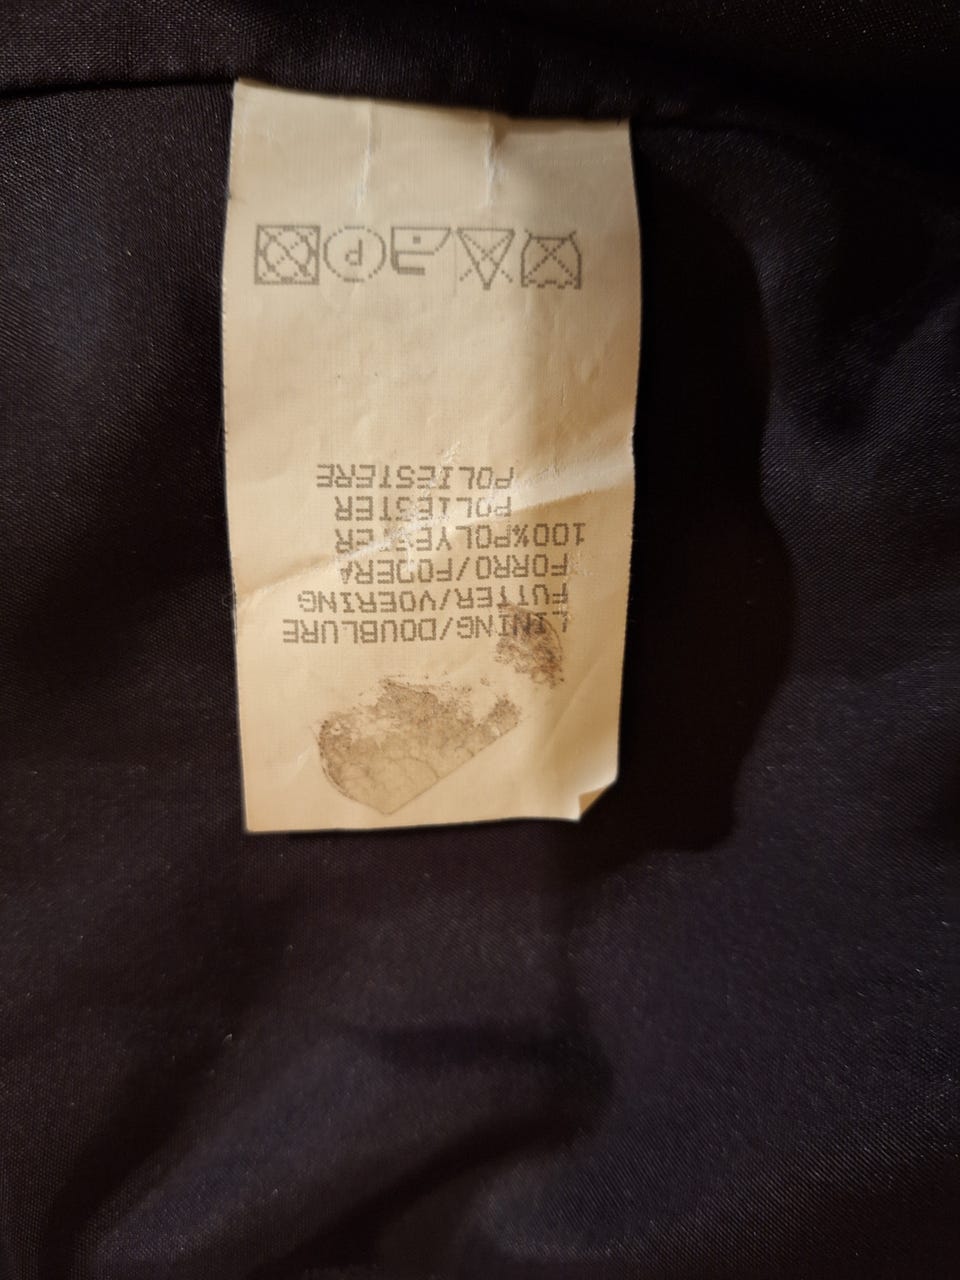 LINING/DOUBLURE
FUTTER/VOERING
FORRO/FODERA
100%POLYESTER
POLIESTER
POLIESTERE
P